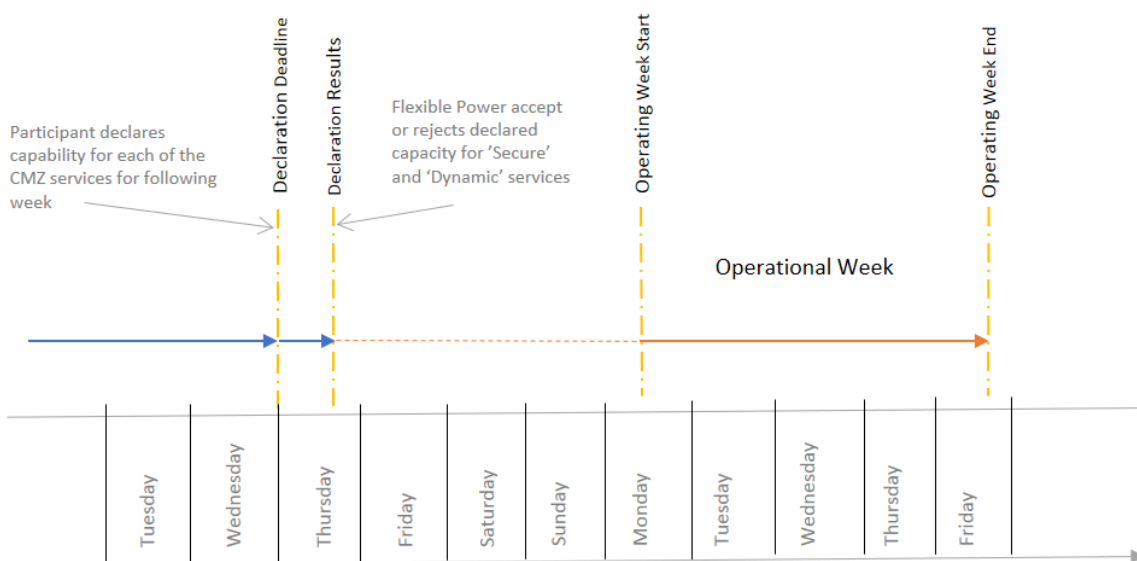 Participant declares
capability for each of the
CMZ services for following
week
Declaration Deadline
Declaration Results
Flexible Power accept
or rejects declared
capacity for ’Secure’
and ‘Dynamic’ services
Operating Week Start
Operating Week End
Operational Week
Tuesday
Wednesday
Thursday
Friday
Saturday
Sunday
Monday
Tuesday
Wednesday
Thursday
Friday